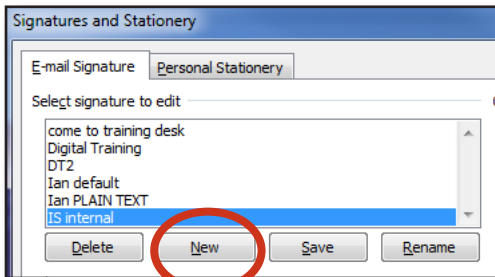 Signatures and Stationery
E-mail Signature Personal Stationery
Select signature to edit
come to training desk
Digital Training
DT2
Ian default
Ian PLAIN TEXT
IS internal
Delete New Save Rename